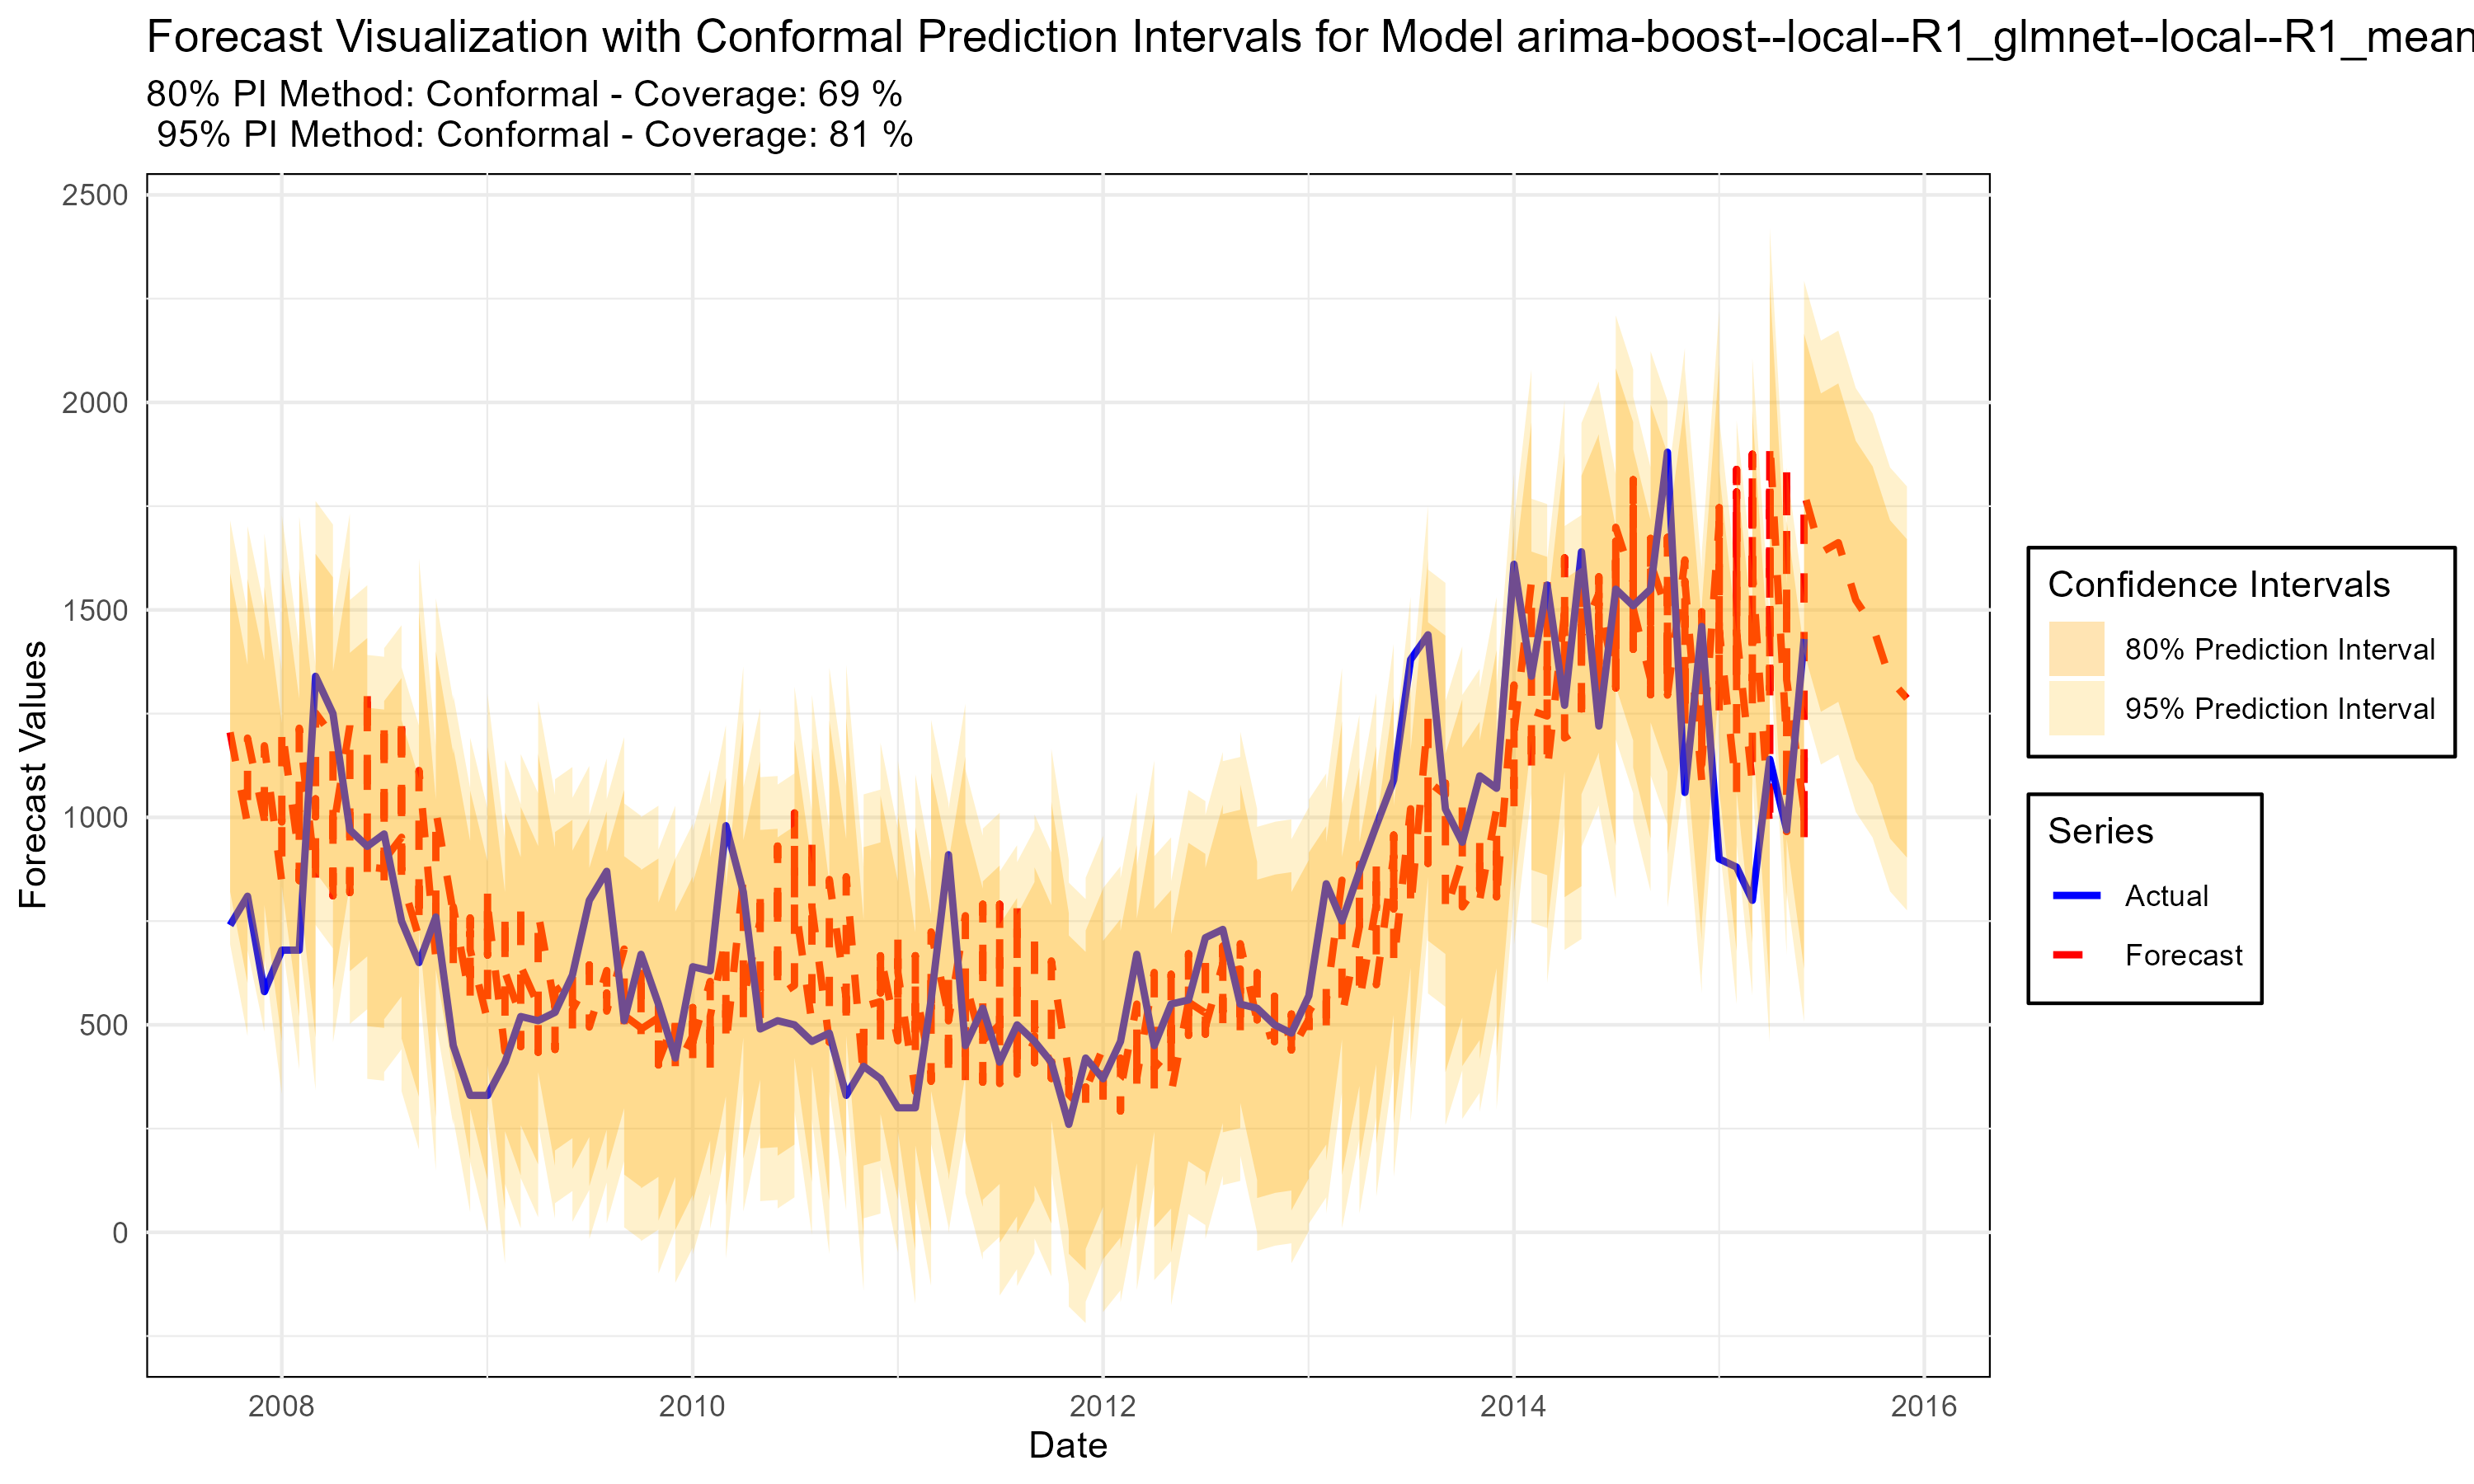 Forecast Visualization with Conformal Prediction Intervals for Model arima-boost--local--R1_glmnet--local--R1_mean
80% PI Method: Conformal - Coverage: 69 %
95% PI Method: Conformal - Coverage: 81 %
Forecast Values
2500
2000
1500
1000
500
0
2008
2010
2012
2014
2016
Date
Confidence Intervals
80% Prediction Interval
95% Prediction Interval
Series
Actual
Forecast